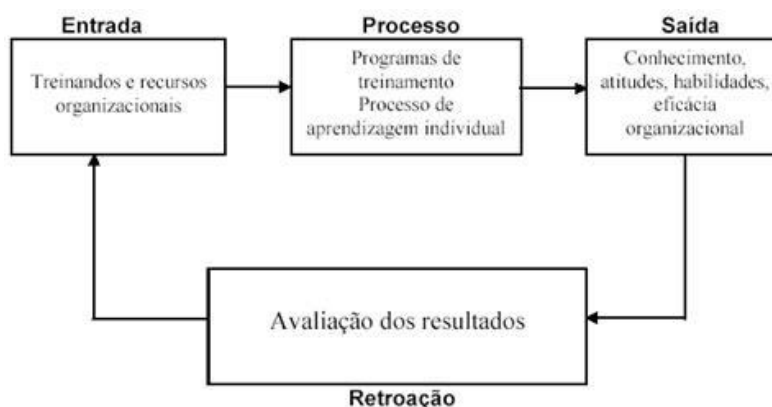 Entrada
Treinandos e recursos
organizacionais
Processo
Programas de
treinamento
Processo de
aprendizagem individual
Saída
Conhecimento,
atitudes, habilidades,
eficácia
organizacional
Avaliação dos resultados
Retroação